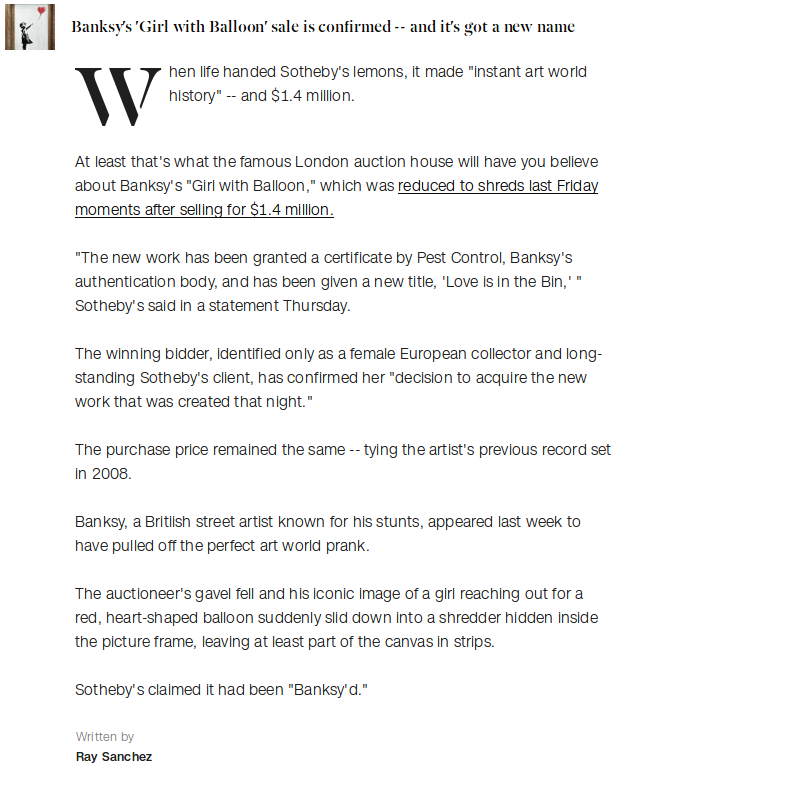 Banksy's 'Girl with Balloon' sale is confirmed -- and it's got a new name
When life handed Sotheby's lemons, it made "instant art world
history" -- and $1.4 million.
At least that's what the famous London auction house will have you believe
about Banksy's "Girl with Balloon," which was reduced to shreds last Friday
moments after selling for $1.4 million.
"The new work has been granted a certificate by Pest Control, Banksy's
authentication body, and has been given a new title, 'Love is in the Bin,' "
Sotheby's said in a statement Thursday.
The winning bidder, identified only as a female European collector and long-
standing Sotheby's client, has confirmed her "decision to acquire the new
work that was created that night."
The purchase price remained the same -- tying the artist's previous record set
in 2008.
Banksy, a Britiish street artist known for his stunts, appeared last week to
have pulled off the perfect art world prank.
The auctioneer's gavel fell and his iconic image of a girl reaching out for a
red, heart-shaped balloon suddenly slid down into a shredder hidden inside
the picture frame, leaving at least part of the canvas in strips.
Sotheby's claimed it had been "Banksy'd."
Written by
Ray Sanchez